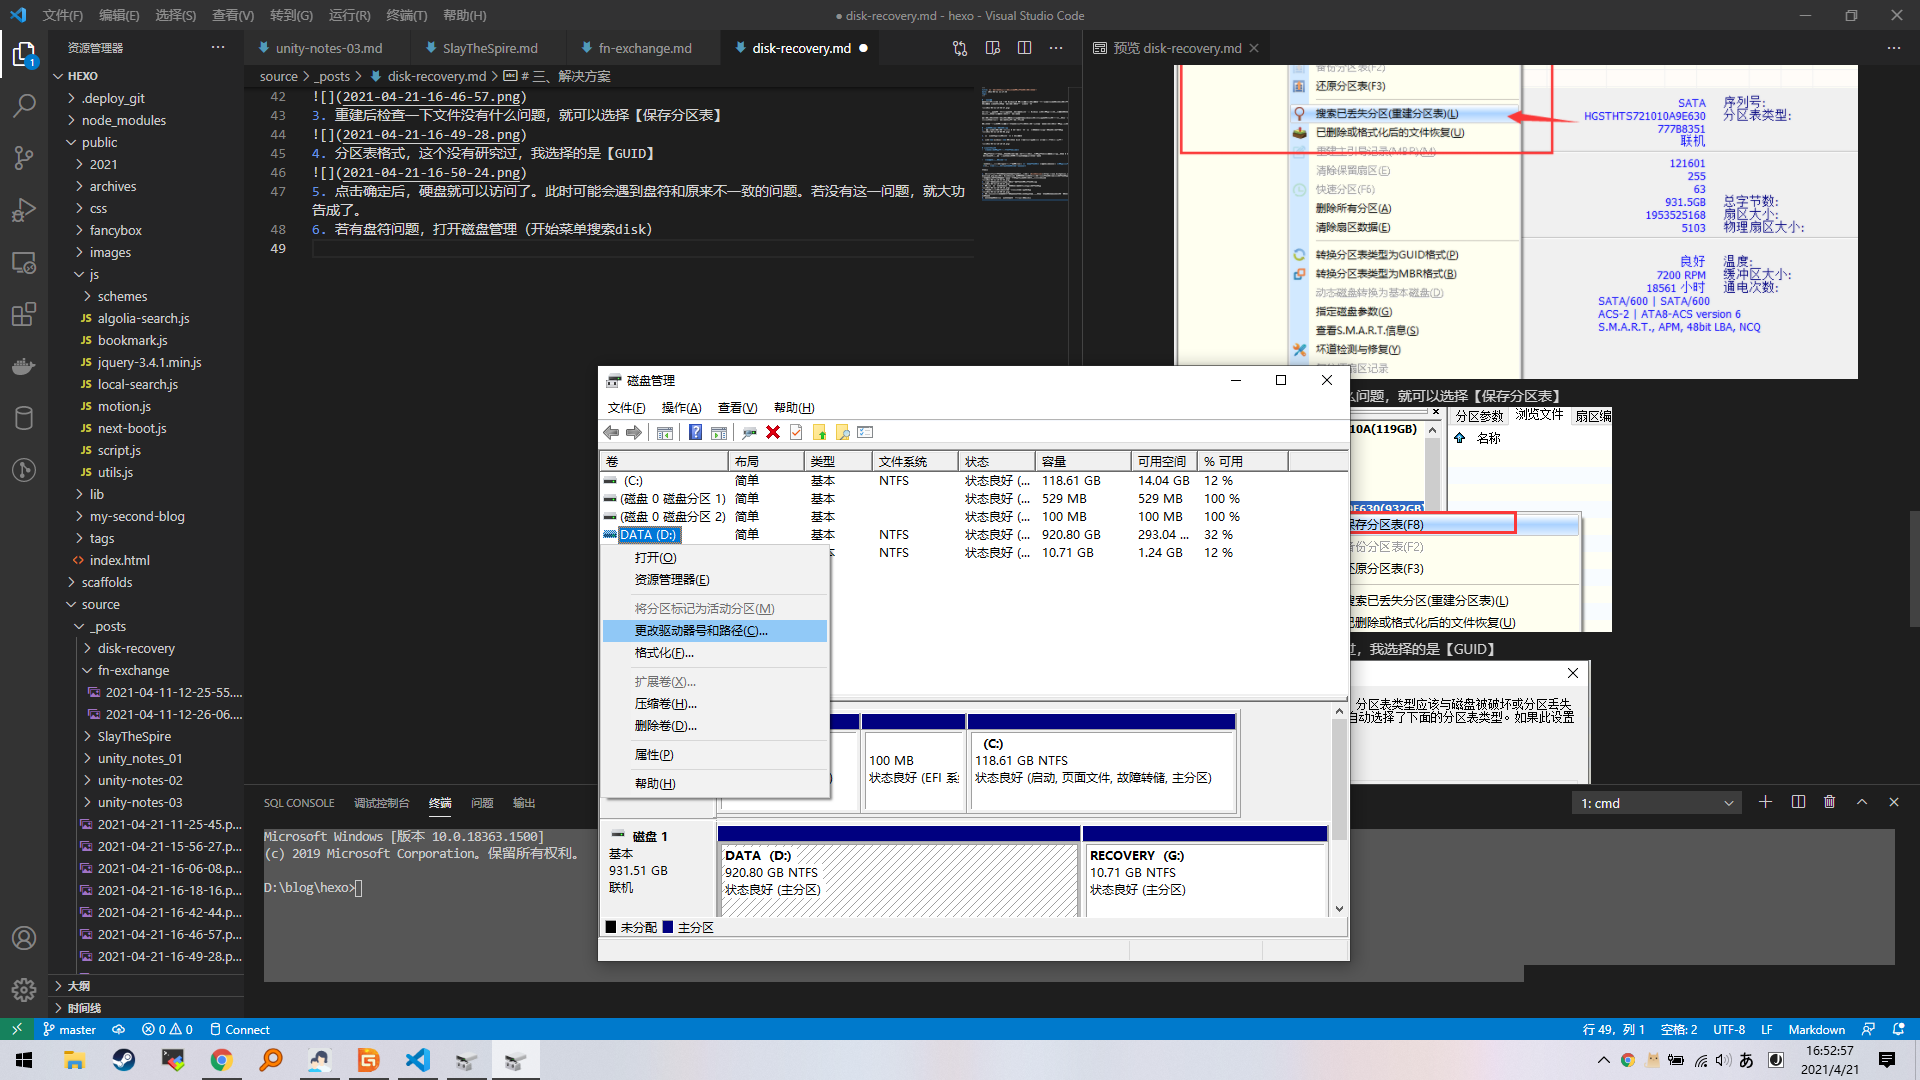 文件(F) 编辑(E) 选择(S) 查看(V) 转到(G) 运行(R) 终端(T) 帮助(H)
● disk-recovery.md - hexo - Visual Studio Code
资源管理器
unity-notes-03.md
SlayTheSpire.md
fn-exchange.md
disk-recovery.md ●
预览 disk-recovery.md
HEXO
.deploy_git
node_modules
public
2021
archives
css
fancybox
images
js
schemes
JS algolia-search.js
JS bookmark.js
JS jquery-3.4.1.min.js
JS local-search.js
JS motion.js
JS next-boot.js
JS script.js
JS utils.js
lib
my-second-blog
tags
<> index.html
scaffolds
source
_posts
disk-recovery
fn-exchange
2021-04-11-12-25-55....
2021-04-11-12-26-06....
SlayTheSpire
unity_notes_01
unity-notes-02
unity-notes-03
2021-04-21-11-25-45.p...
2021-04-21-15-56-27.p...
2021-04-21-16-06-08.p...
2021-04-21-16-18-16.p...
2021-04-21-16-42-44.p...
2021-04-21-16-46-57.p...
2021-04-21-16-49-28.p...
大纲
时间线
source > _posts > disk-recovery.md > # 三、解决方案
42 ![](2021-04-21-16-46-57.png)
43 3. 重建后检查一下文件没有什么问题，就可以选择【保存分区表】
44 ![](2021-04-21-16-49-28.png)
45 4. 分区表格式，这个没有研究过，我选择的是【GUID】
46 ![](2021-04-21-16-50-24.png)
47 5. 点击确定后，硬盘就可以访问了。此时可能会遇到盘符和原来不一致的问题。若没有这一问题，就大功
告成了。
48 6. 若有盘符问题，打开磁盘管理（开始菜单搜索disk）
49
备份分区表(F2)
还原分区表(F3)
搜索已丢失分区(重建分区表)(L)
已删除或格式化后的文件恢复(U)
重建主引导记录(MBR)(M)
清除保留扇区(E)
快速分区(F6)
删除所有分区(A)
清除扇区数据(E)
转换分区表类型为GUID格式(P)
转换分区表类型为MBR格式(B)
动态磁盘转换为基本磁盘(D)
指定磁盘参数(G)
查看S.M.A.R.T.信息(S)
坏道检测与修复(Y)
SATA 序列号:
HGSTHTS721010A9E630 分区表类型:
77788351
联机
121601
255
63
931.5GB 总字节数:
1953525168 扇区大小:
5103 物理扇区大小:
良好 温度:
7200 RPM 缓冲区大小:
18561 小时 通电次数:
SATA/600 | SATA/600
ACS-2 | ATA8-ACS version 6
S.M.A.R.T., APM, 48bit LBA, NCQ
么问题，就可以选择【保存分区表】
10A(119GB)
分区参数 浏览文件 扇区编
名称
9E630(932GB)
保存分区表(F8)
备份分区表(F2)
还原分区表(F3)
搜索已丢失分区(重建分区表)(L)
已删除或格式化后的文件恢复(U)
过，我选择的是【GUID】
分区表类型应该与磁盘被破坏或分区丢失
自动选择了下面的分区表类型。如果此设置
磁盘管理
文件(F) 操作(A) 查看(V) 帮助(H)
卷 布局 类型 文件系统 状态 容量 可用空间 % 可用
(C:) 简单 基本 NTFS 状态良好 (... 118.61 GB 14.04 GB 12 %
(磁盘 0 磁盘分区 1) 简单 基本 状态良好 (... 529 MB 529 MB 100 %
(磁盘 0 磁盘分区 2) 简单 基本 状态良好 (... 100 MB 100 MB 100 %
DATA (D:) 简单 基本 NTFS 状态良好 (... 920.80 GB 293.04 ... 32 %
NTFS 状态良好 (... 10.71 GB 1.24 GB 12 %
打开(O)
资源管理器(E)
将分区标记为活动分区(M)
更改驱动器号和路径(C)...
格式化(F)...
扩展卷(X)...
压缩卷(H)...
删除卷(D)...
属性(P)
帮助(H)
100 MB
状态良好 (EFI 系
(C:)
118.61 GB NTFS
状态良好 (启动, 页面文件, 故障转储, 主分区)
磁盘 1
基本
931.51 GB
联机
DATA (D:)
920.80 GB NTFS
状态良好 (主分区)
RECOVERY (G:)
10.71 GB NTFS
状态良好 (主分区)
未分配 主分区
SQL CONSOLE 调试控制台 终端 问题 输出
1: cmd
Microsoft Windows [版本 10.0.18363.1500]
(c) 2019 Microsoft Corporation。保留所有权利。
D:\blog\hexo>
master 0 0 Connect
行 49，列 1 空格: 2 UTF-8 LF Markdown
あ
16:52:57
2021/4/21